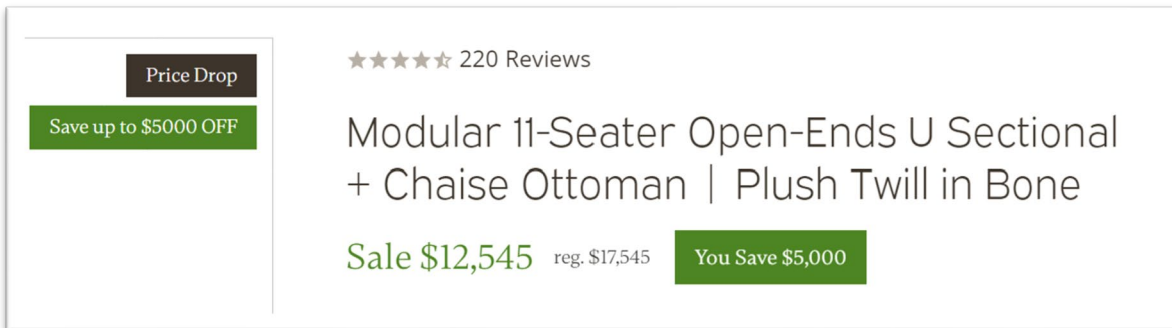 Price Drop
Save up to $5000 OFF
220 Reviews
Modular 11-Seater Open-Ends U Sectional
+ Chaise Ottoman | Plush Twill in Bone
Sale $12,545 reg. $17,545 You Save $5,000